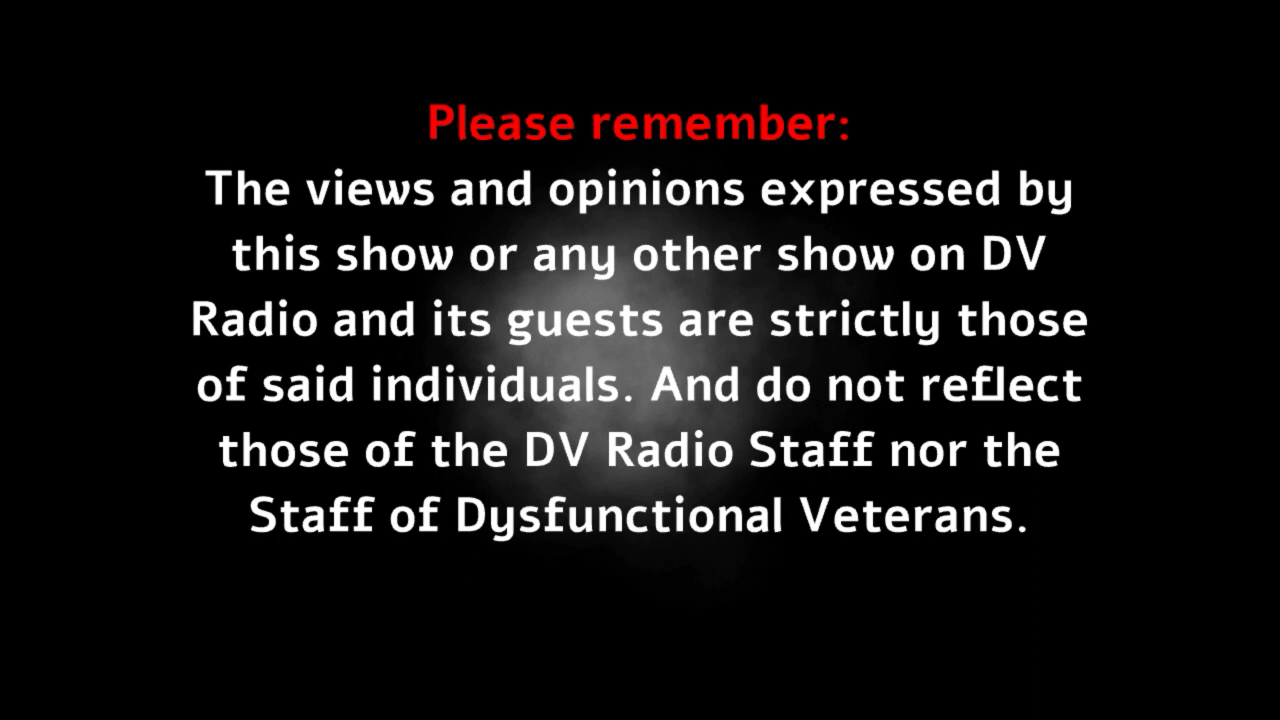 Please remember:
The views and opinions expressed by
this show or any other show on DV
Radio and its guests are strictly those
of said individuals. And do not reflect
those of the DV Radio Staff nor the
Staff of Dysfunctional Veterans.